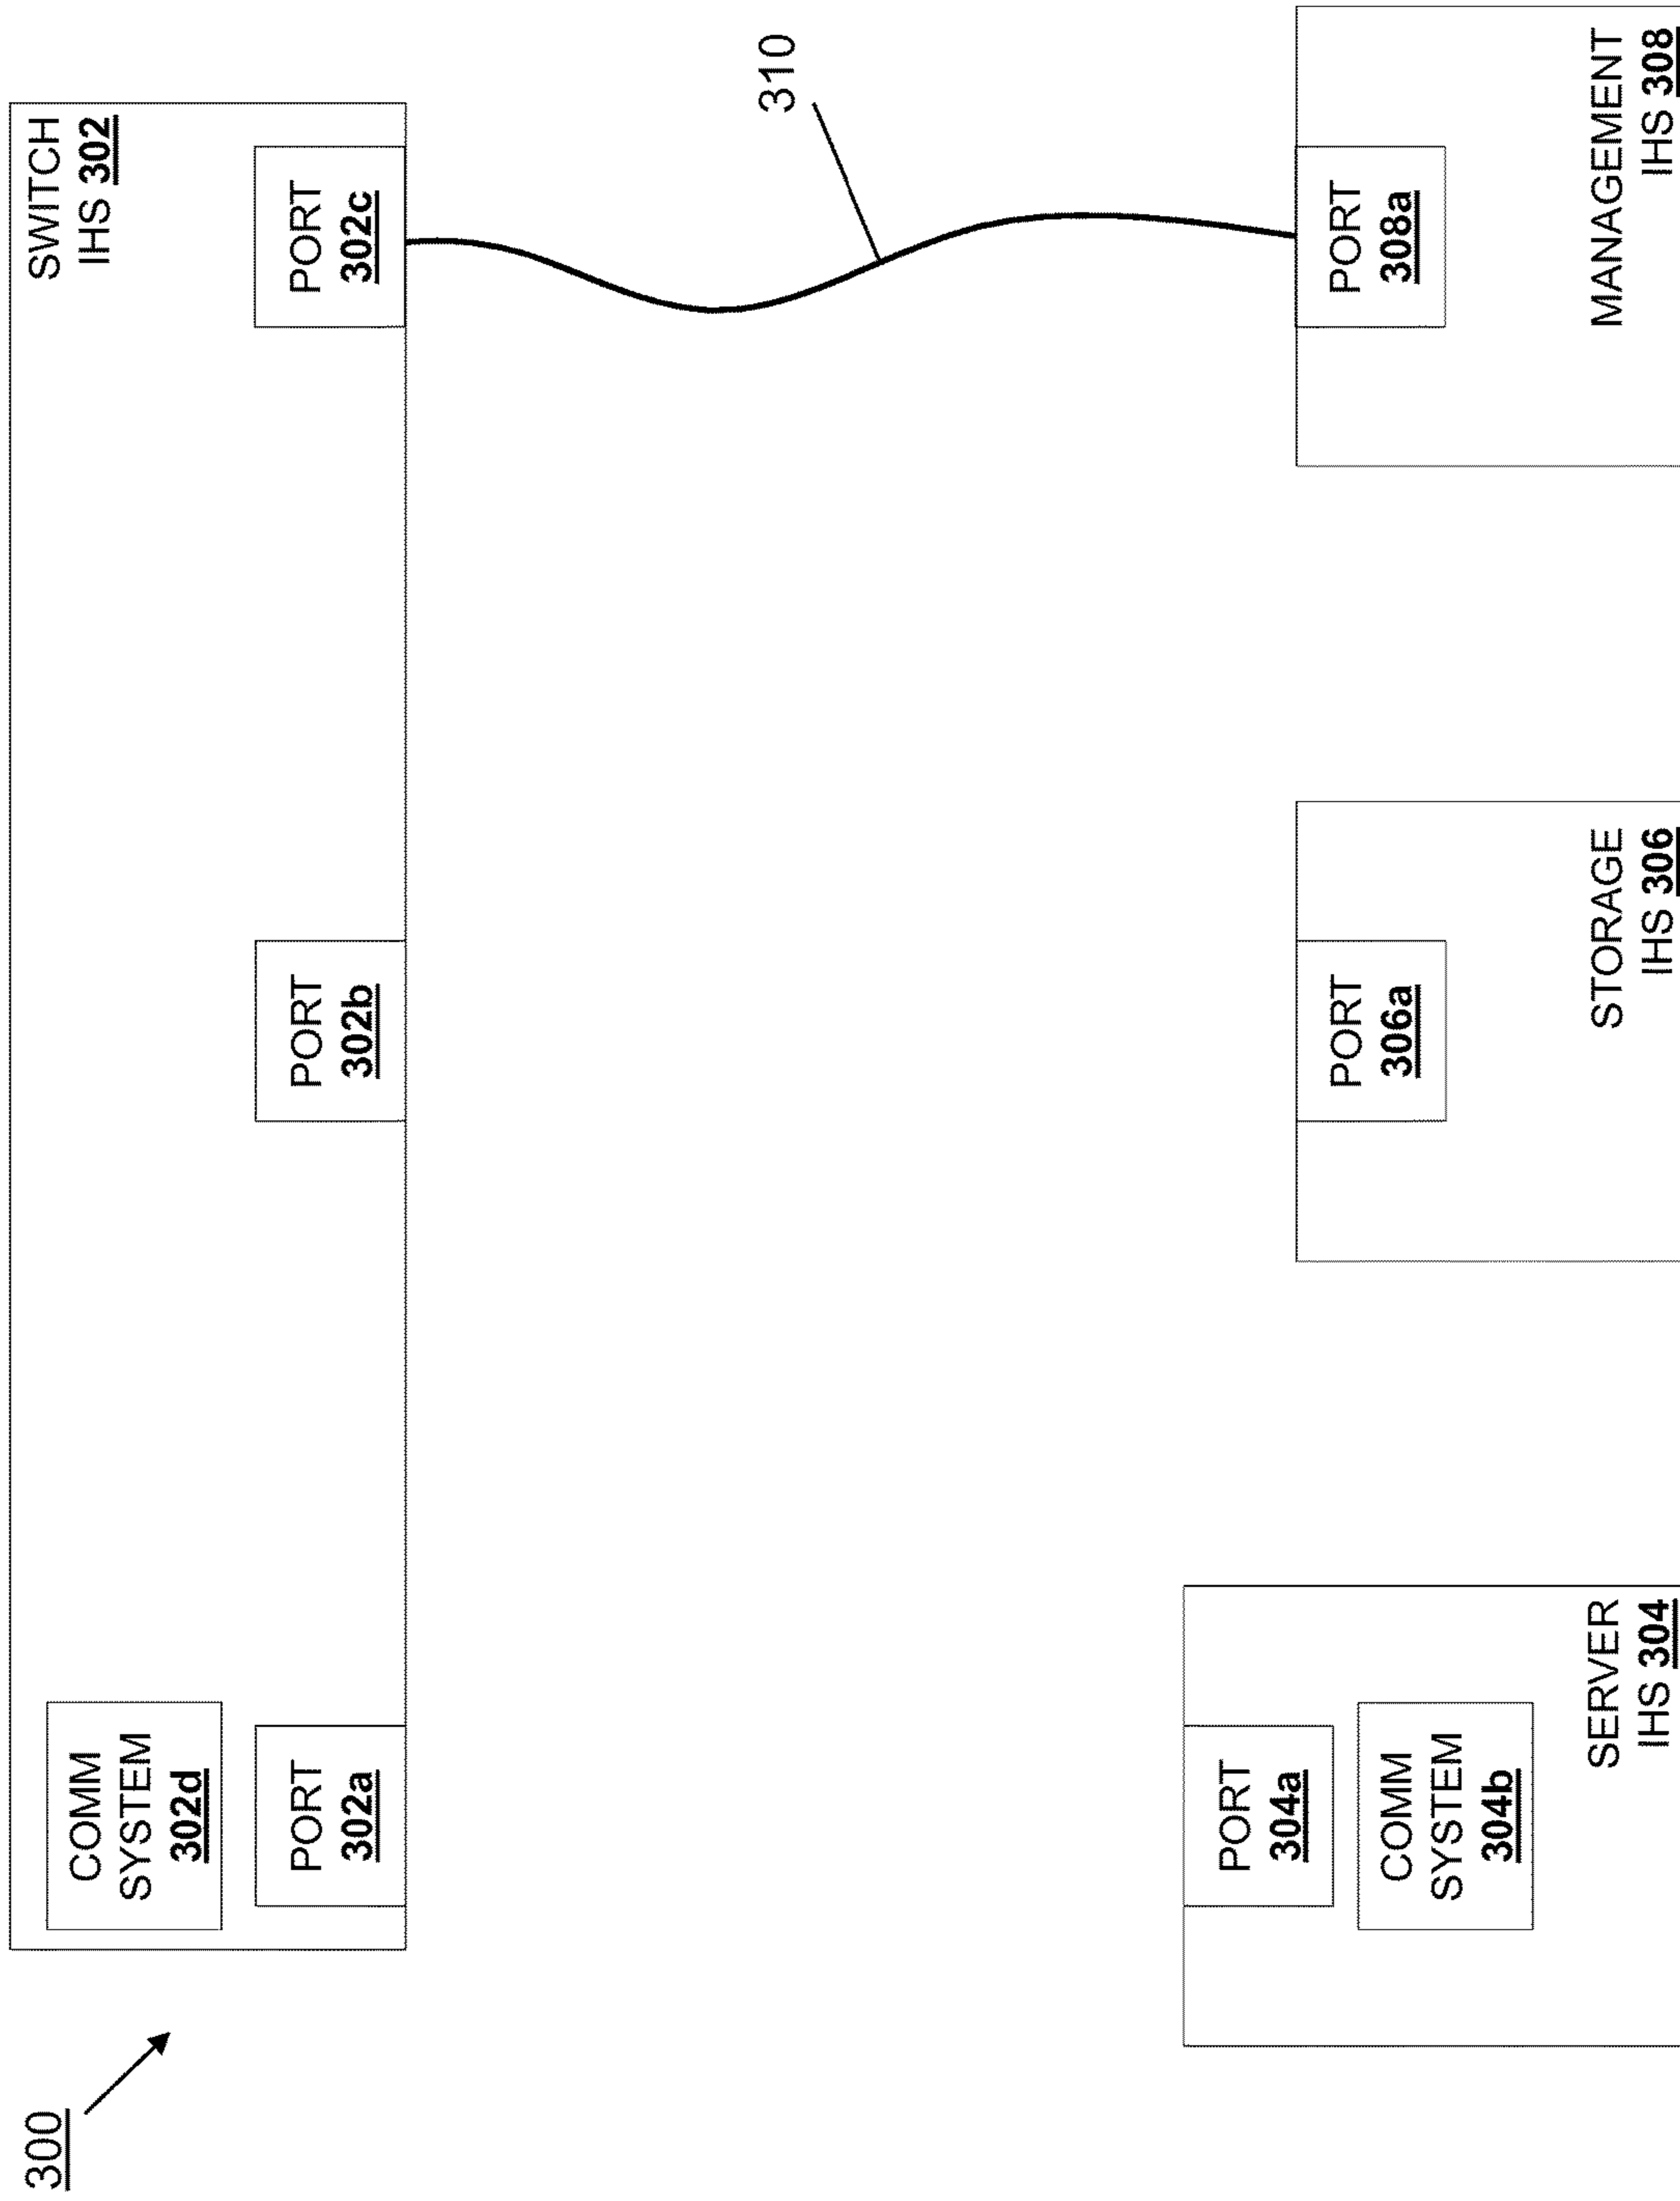 300
SWITCH
IHS 302
COMM
SYSTEM
302d
PORT
302a
PORT
302b
PORT
302c
310
PORT
304a
COMM
SYSTEM
304b
SERVER
IHS 304
PORT
306a
STORAGE
IHS 306
PORT
308a
MANAGEMENT
IHS 308